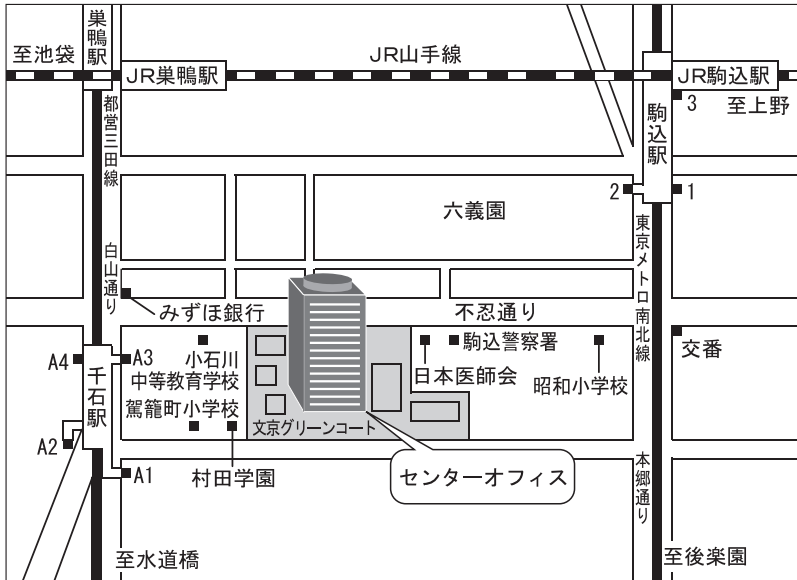 巣鴨駅
至池袋
JR巣鴨駅
JR山手線
JR駒込駅
3
至上野
都営三田線
駒込駅
2
1
六義園
東京メトロ南北線
白山通り
みずほ銀行
不忍通り
交番
A4
千石駅
A3
小石川
中等教育学校
駒込警察署
日本医師会
昭和小学校
駕籠町小学校
文京グリーンコート
A2
A1
村田学園
センターオフィス
本郷通り
至水道橋
至後楽園